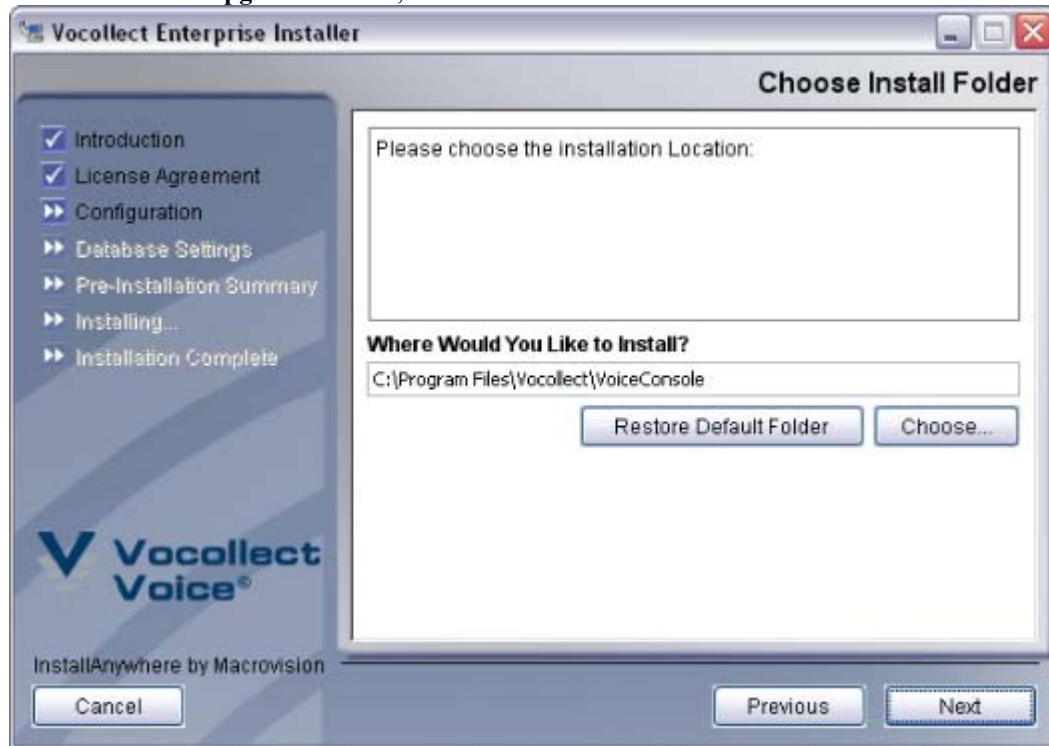 Vocollect Enterprise Installer
Choose Install Folder
Introduction
License Agreement
Configuration
Database Settings
Pre-Installation Summary
Installing...
Installation Complete
Please choose the installation Location:
Where Would You Like to Install?
C:\Program Files\Vocollect\VoiceConsole
Restore Default Folder
Choose...
Vocollect
Voice®
InstallAnywhere by Macrovision
Cancel
Previous
Next